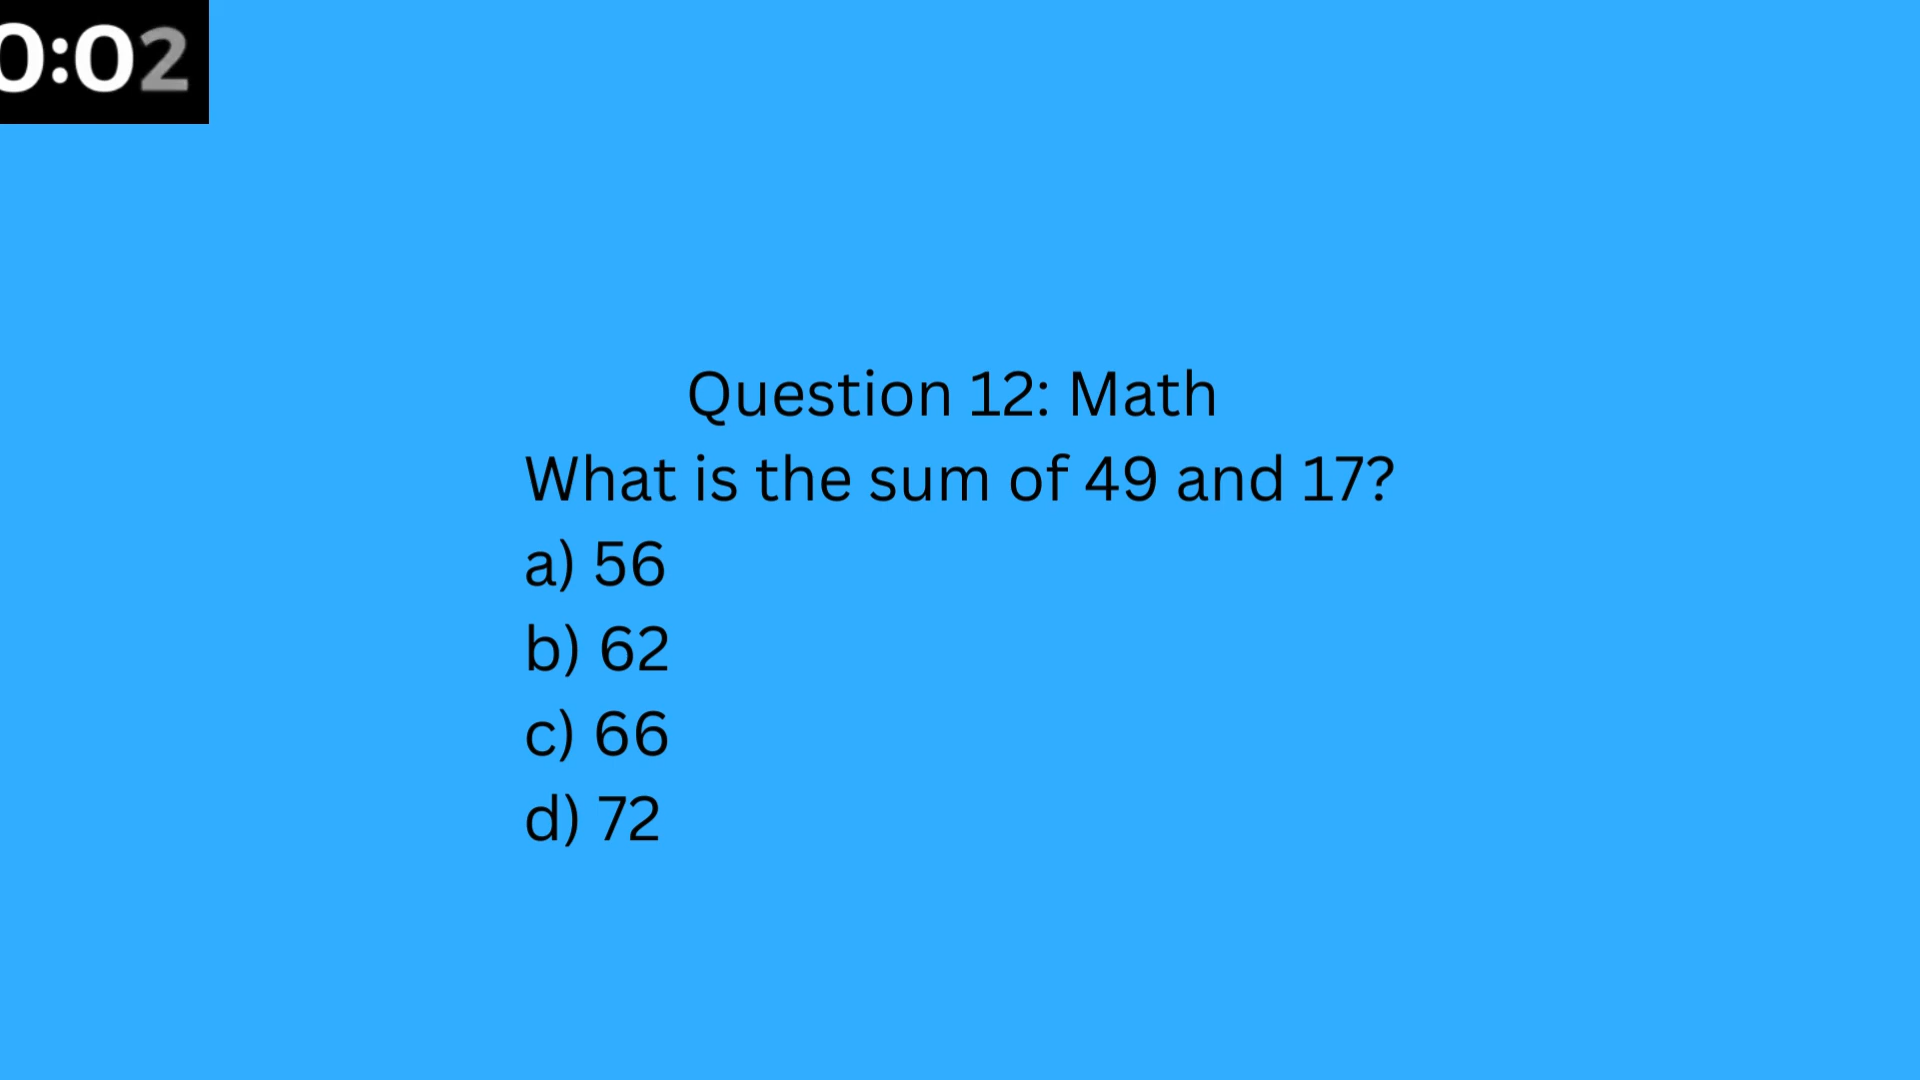 0:02
Question 12: Math
What is the sum of 49 and 17?
a) 56
b) 62
c) 66
d) 72